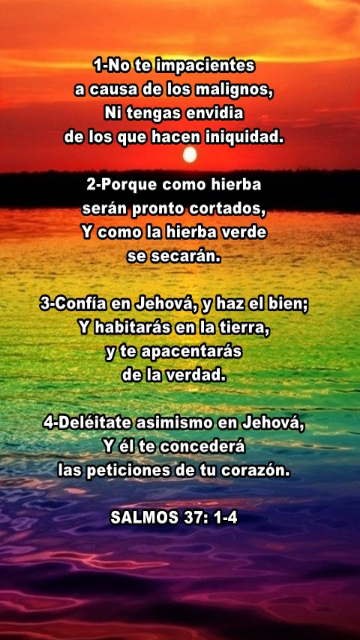 1-No te impacientes
a causa de los malignos,
Ni tengas envidia
de los que hacen iniquidad.
2-Porque como hierba
serán pronto cortados,
Y como la hierba verde
se secarán.
3-Confía en Jehová, y haz el bien;
Y habitarás en la tierra,
y te apacentarás
de la verdad.
4-Deléitate asimismo en Jehová,
Y él te concederá
las peticiones de tu corazón.
SALMOS 37: 1-4